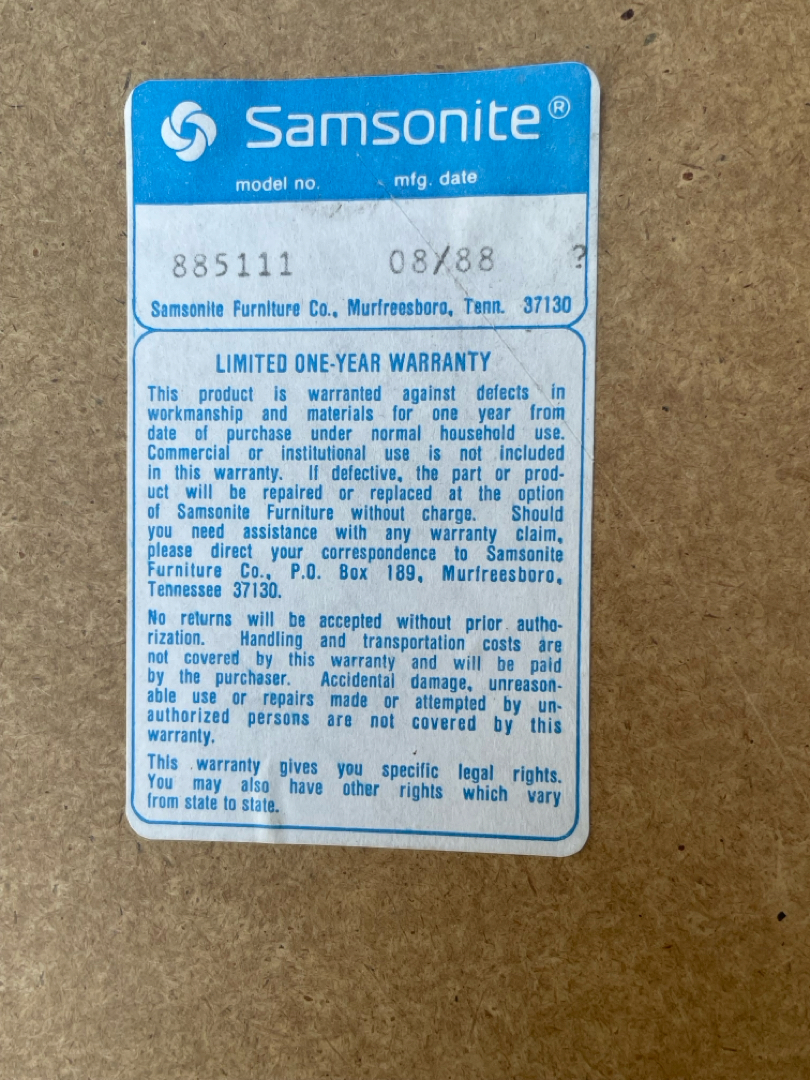 Samsonite®
model no. mfg. date
885111 08/88 ?
Samsonite Furniture Co., Murfreesboro, Tenn. 37130
LIMITED ONE-YEAR WARRANTY
This product is warranted against defects in
workmanship and materials for one year from
date of purchase under normal household use.
Commercial or institutional use is not included
in this warranty. If defective, the part or prod-
uct will be repaired or replaced at the option
of Samsonite Furniture without charge. Should
you need assistance with any warranty claim,
please direct your correspondence to Samsonite
Furniture Co., P.O. Box 189, Murfreesboro,
Tennessee 37130.
No returns will be accepted without prior autho-
rization. Handling and transportation costs are
not covered by this warranty and will be paid
by the purchaser. Accidental damage, unreason-
able use or repairs made or attempted by un-
authorized persons are not covered by this
warranty.
This warranty gives you specific legal rights.
You may also have other rights which vary
from state to state.